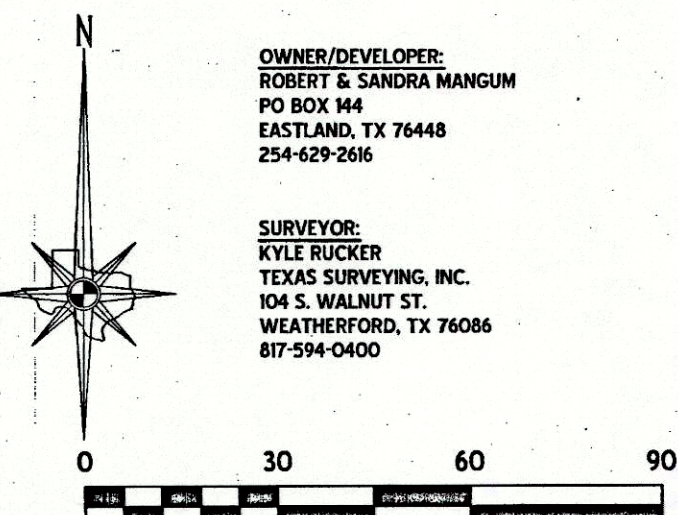 N
OWNER/DEVELOPER:
ROBERT & SANDRA MANGUM
PO BOX 144
EASTLAND, TX 76448
254-629-2616
SURVEYOR:
KYLE RUCKER
TEXAS SURVEYING, INC.
104 S. WALNUT ST.
WEATHERFORD, TX 76086
817-594-0400
0 30 60 90